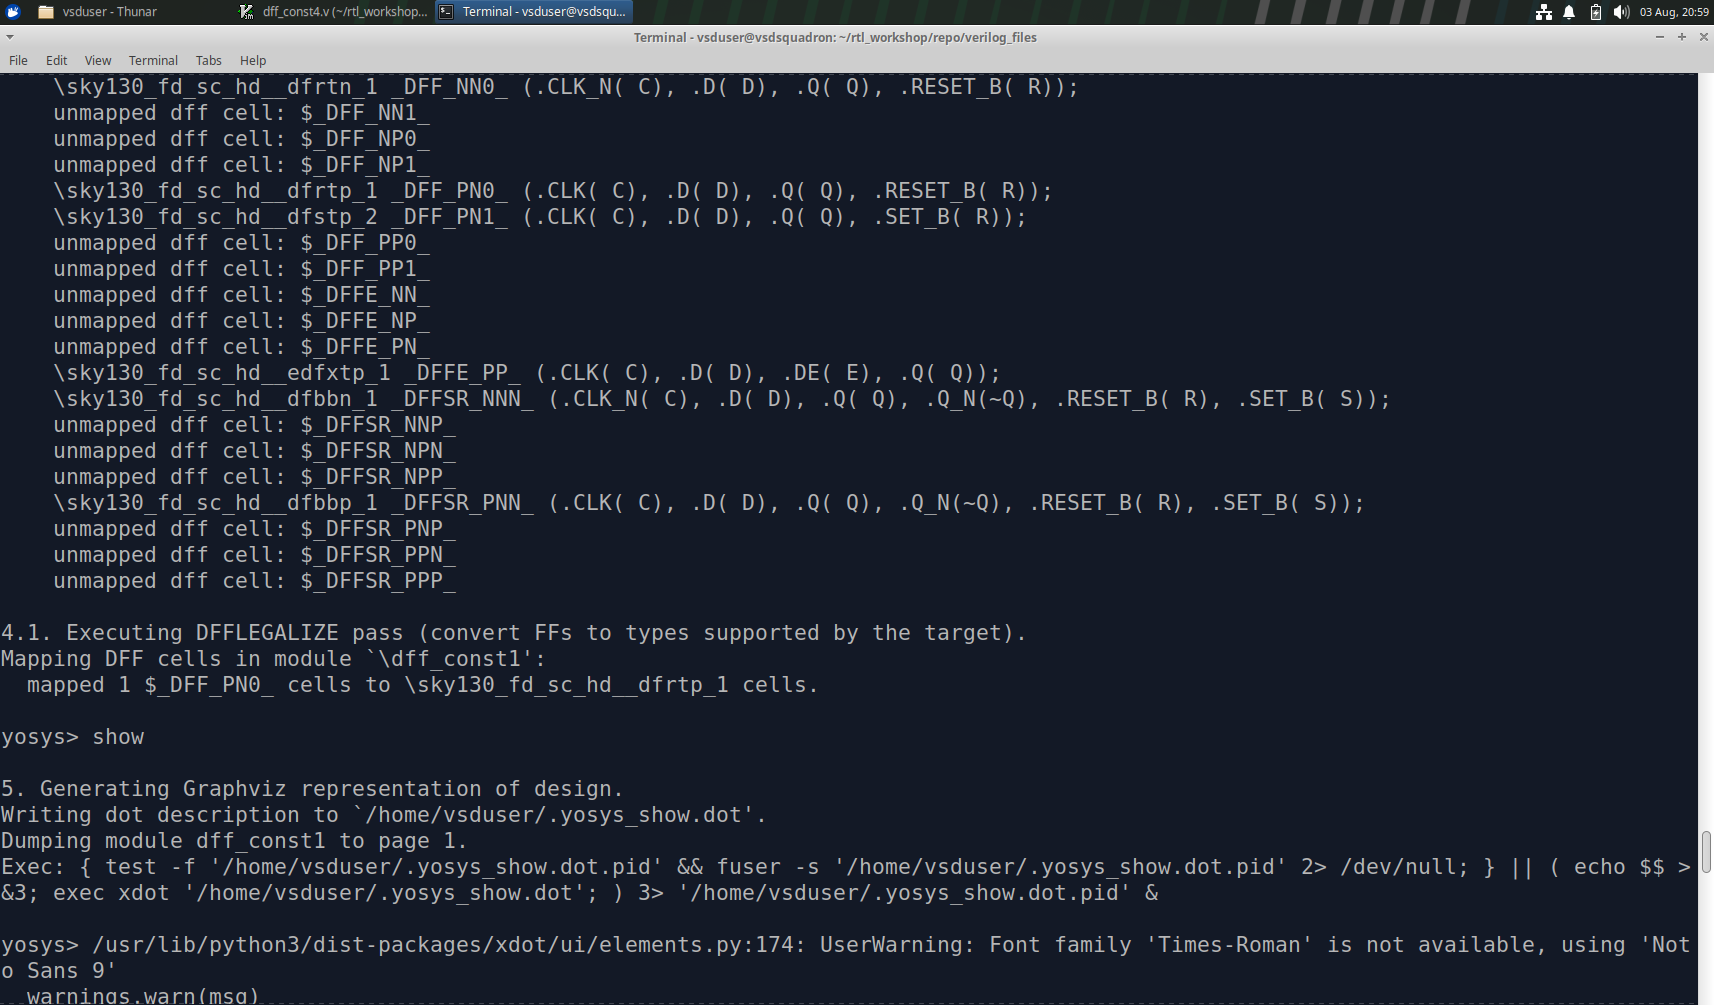 vsduser - Thunar
dff_const4.v (~/rtl_workshop...
Terminal - vsduser@vsdsqu...
03 Aug, 20:59
Terminal - vsduser@vsdsquadron: ~/rtl_workshop/repo/verilog_files
File Edit View Terminal Tabs Help
\sky130_fd_sc_hd__dfrtn_1 _DFF_NN0_ (.CLK_N( C), .D( D), .Q( Q), .RESET_B( R));
unmapped dff cell: $_DFF_NN1_
unmapped dff cell: $_DFF_NP0_
unmapped dff cell: $_DFF_NP1_
\sky130_fd_sc_hd__dfrtp_1 _DFF_PN0_ (.CLK( C), .D( D), .Q( Q), .RESET_B( R));
\sky130_fd_sc_hd__dfstp_2 _DFF_PN1_ (.CLK( C), .D( D), .Q( Q), .SET_B( R));
unmapped dff cell: $_DFF_PP0_
unmapped dff cell: $_DFF_PP1_
unmapped dff cell: $_DFFE_NN_
unmapped dff cell: $_DFFE_NP_
unmapped dff cell: $_DFFE_PN_
\sky130_fd_sc_hd__edfxtp_1 _DFFE_PP_ (.CLK( C), .D( D), .DE( E), .Q( Q));
\sky130_fd_sc_hd__dfbbn_1 _DFFSR_NNN_ (.CLK_N( C), .D( D), .Q( Q), .Q_N(~Q), .RESET_B( R), .SET_B( S));
unmapped dff cell: $_DFFSR_NNP_
unmapped dff cell: $_DFFSR_NPN_
unmapped dff cell: $_DFFSR_NPP_
\sky130_fd_sc_hd__dfbbp_1 _DFFSR_PNN_ (.CLK( C), .D( D), .Q( Q), .Q_N(~Q), .RESET_B( R), .SET_B( S));
unmapped dff cell: $_DFFSR_PNP_
unmapped dff cell: $_DFFSR_PPN_
unmapped dff cell: $_DFFSR_PPP_
4.1. Executing DFFLEGALIZE pass (convert FFs to types supported by the target).
Mapping DFF cells in module `\dff_const1':
mapped 1 $_DFF_PN0_ cells to \sky130_fd_sc_hd__dfrtp_1 cells.
yosys> show
5. Generating Graphviz representation of design.
Writing dot description to `/home/vsduser/.yosys_show.dot'.
Dumping module dff_const1 to page 1.
Exec: { test -f '/home/vsduser/.yosys_show.dot.pid' && fuser -s '/home/vsduser/.yosys_show.dot.pid' 2> /dev/null; } || ( echo $$ >
&3; exec xdot '/home/vsduser/.yosys_show.dot'; ) 3> '/home/vsduser/.yosys_show.dot.pid' &
yosys> /usr/lib/python3/dist-packages/xdot/ui/elements.py:174: UserWarning: Font family 'Times-Roman' is not available, using 'Not
o Sans 9'
warnings.warn(msg)